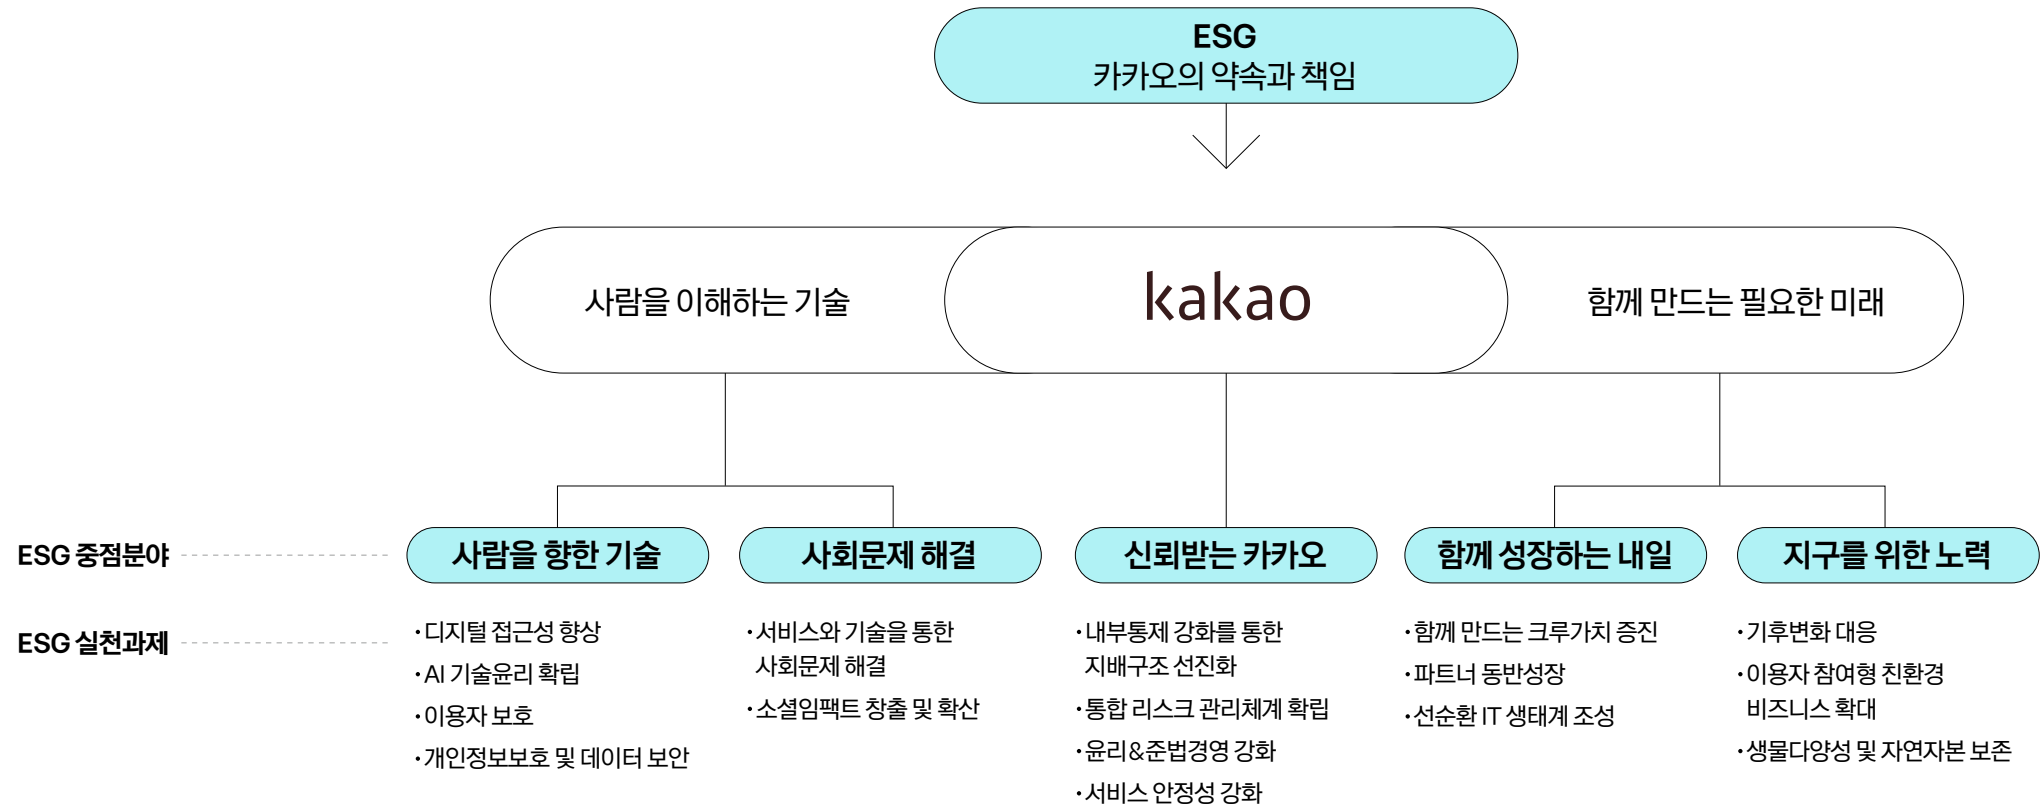 ESG
카카오의 약속과 책임
사람을 이해하는 기술
kakao
함께 만드는 필요한 미래
ESG 중점분야
사람을 향한 기술
사회문제 해결
신뢰받는 카카오
함께 성장하는 내일
지구를 위한 노력
ESG 실천과제
·디지털 접근성 향상
·AI 기술윤리 확립
·이용자 보호
·개인정보보호 및 데이터 보안
·서비스와 기술을 통한
사회문제 해결
·소셜임팩트 창출 및 확산
·내부통제 강화를 통한
지배구조 선진화
·통합 리스크 관리체계 확립
·윤리&준법경영 강화
·서비스 안정성 강화
·함께 만드는 크루가치 증진
·파트너 동반성장
·선순환 IT 생태계 조성
·기후변화 대응
·이용자 참여형 친환경
비즈니스 확대
·생물다양성 및 자연자본 보존